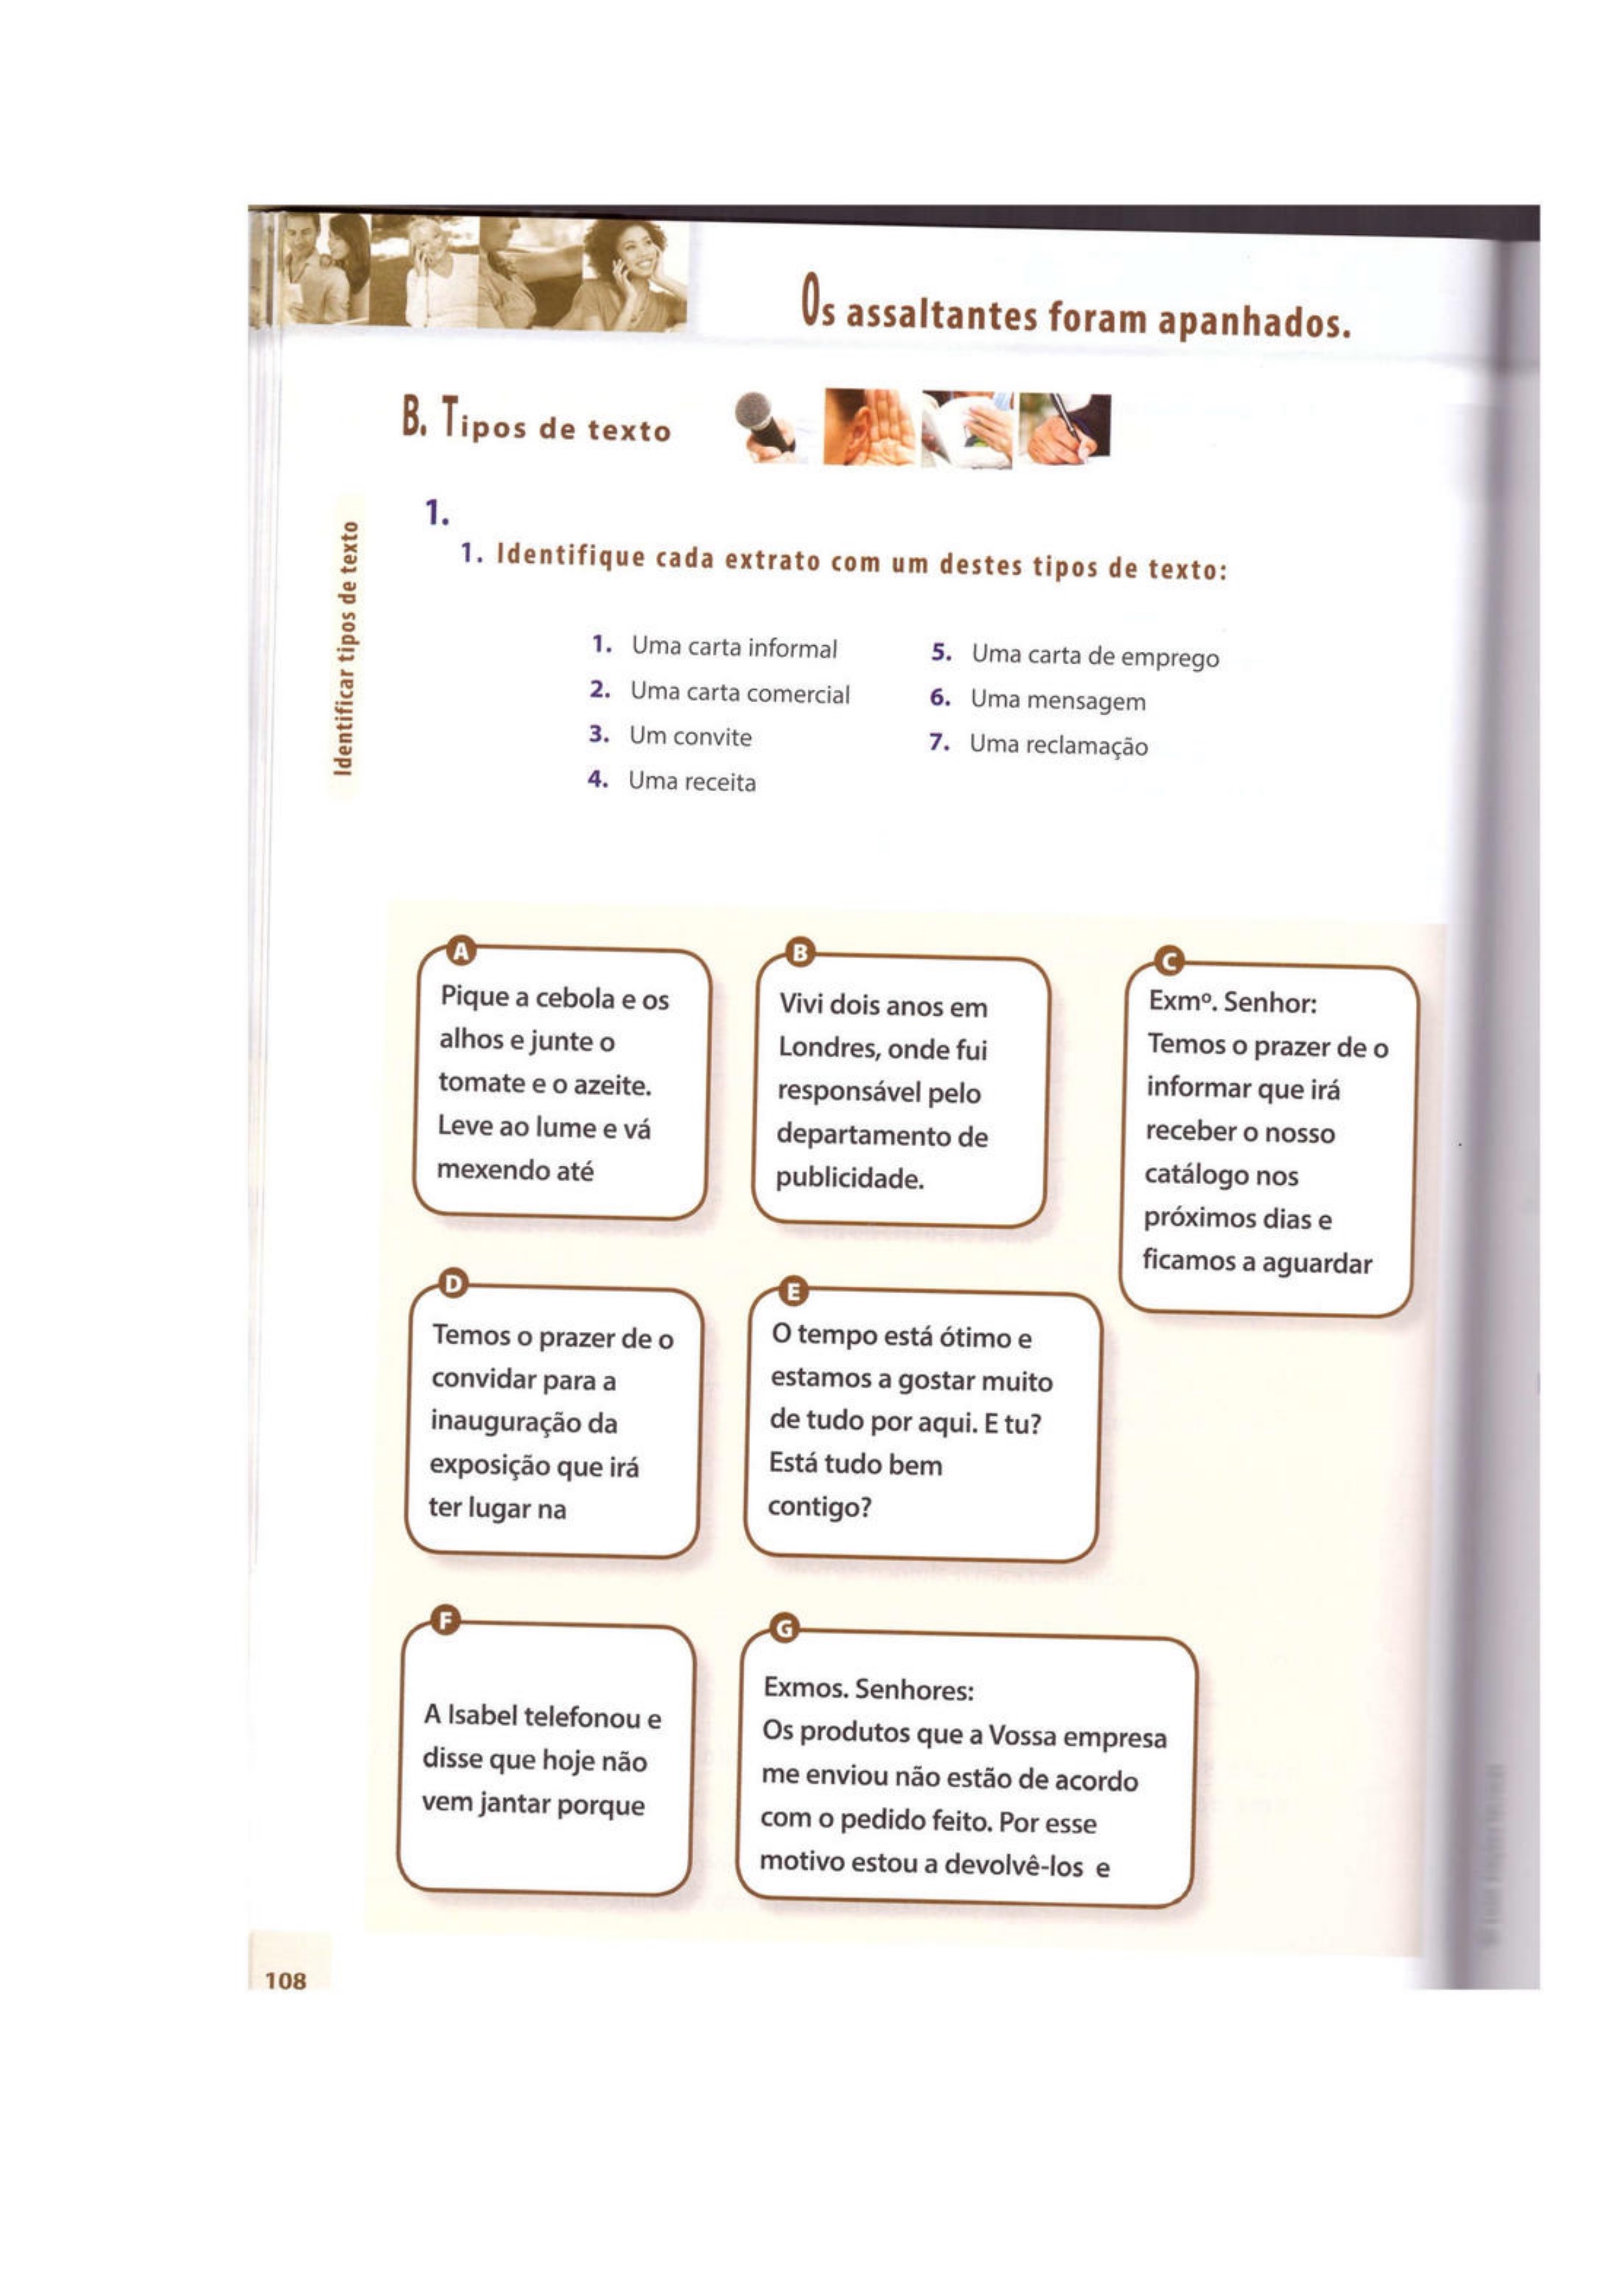 Os assaltantes foram apanhados.
B. Tipos de texto
Identificar tipos de texto
1.
1. Identifique cada extrato com um destes tipos de texto:
1. Uma carta informal
2. Uma carta comercial
3. Um convite
4. Uma receita
5. Uma carta de emprego
6. Uma mensagem
7. Uma reclamação
A
Pique a cebola e os
alhos e junte o
tomate e o azeite.
Leve ao lume e vá
mexendo até
B
Vivi dois anos em
Londres, onde fui
responsável pelo
departamento de
publicidade.
C
Exmº. Senhor:
Temos o prazer de o
informar que irá
receber o nosso
catálogo nos
próximos dias e
ficamos a aguardar
D
Temos o prazer de o
convidar para a
inauguração da
exposição que irá
ter lugar na
E
O tempo está ótimo e
estamos a gostar muito
de tudo por aqui. E tu?
Está tudo bem
contigo?
F
A Isabel telefonou e
disse que hoje não
vem jantar porque
G
Exmos. Senhores:
Os produtos que a Vossa empresa
me enviou não estão de acordo
com o pedido feito. Por esse
motivo estou a devolvê-los e
108